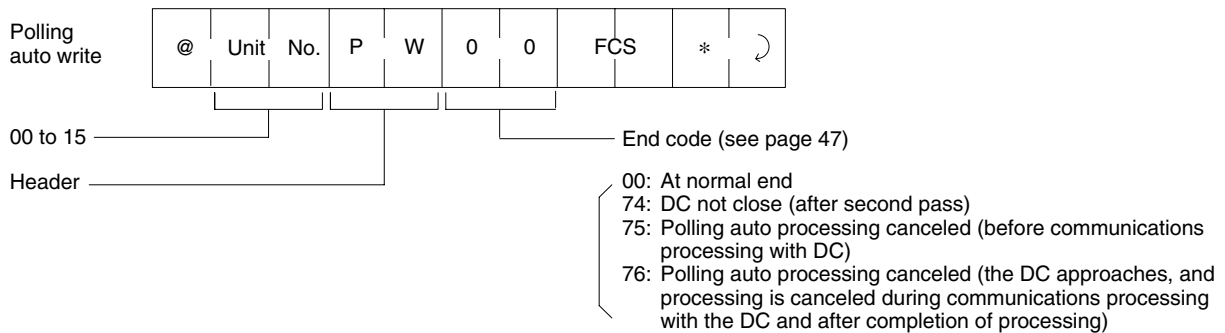 Polling
auto write
@ Unit No. P W 0 0 FCS *
00 to 15
End code (see page 47)
Header
00: At normal end
74: DC not close (after second pass)
75: Polling auto processing canceled (before communications
processing with DC)
76: Polling auto processing canceled (the DC approaches, and
processing is canceled during communications processing
with the DC and after completion of processing)